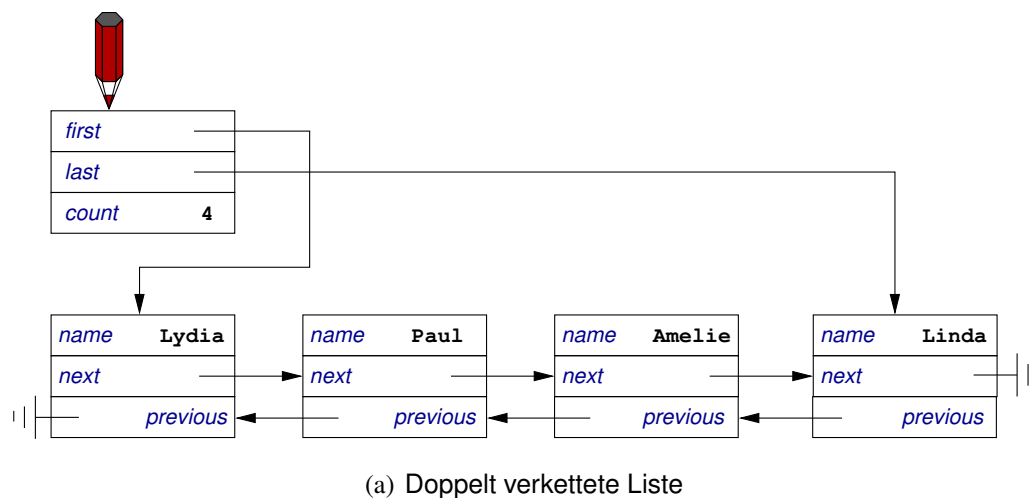 first
last
count 4
name Lydia name Paul name Amelie name Linda
next next next next
previous previous previous previous
(a) Doppelt verkettete Liste